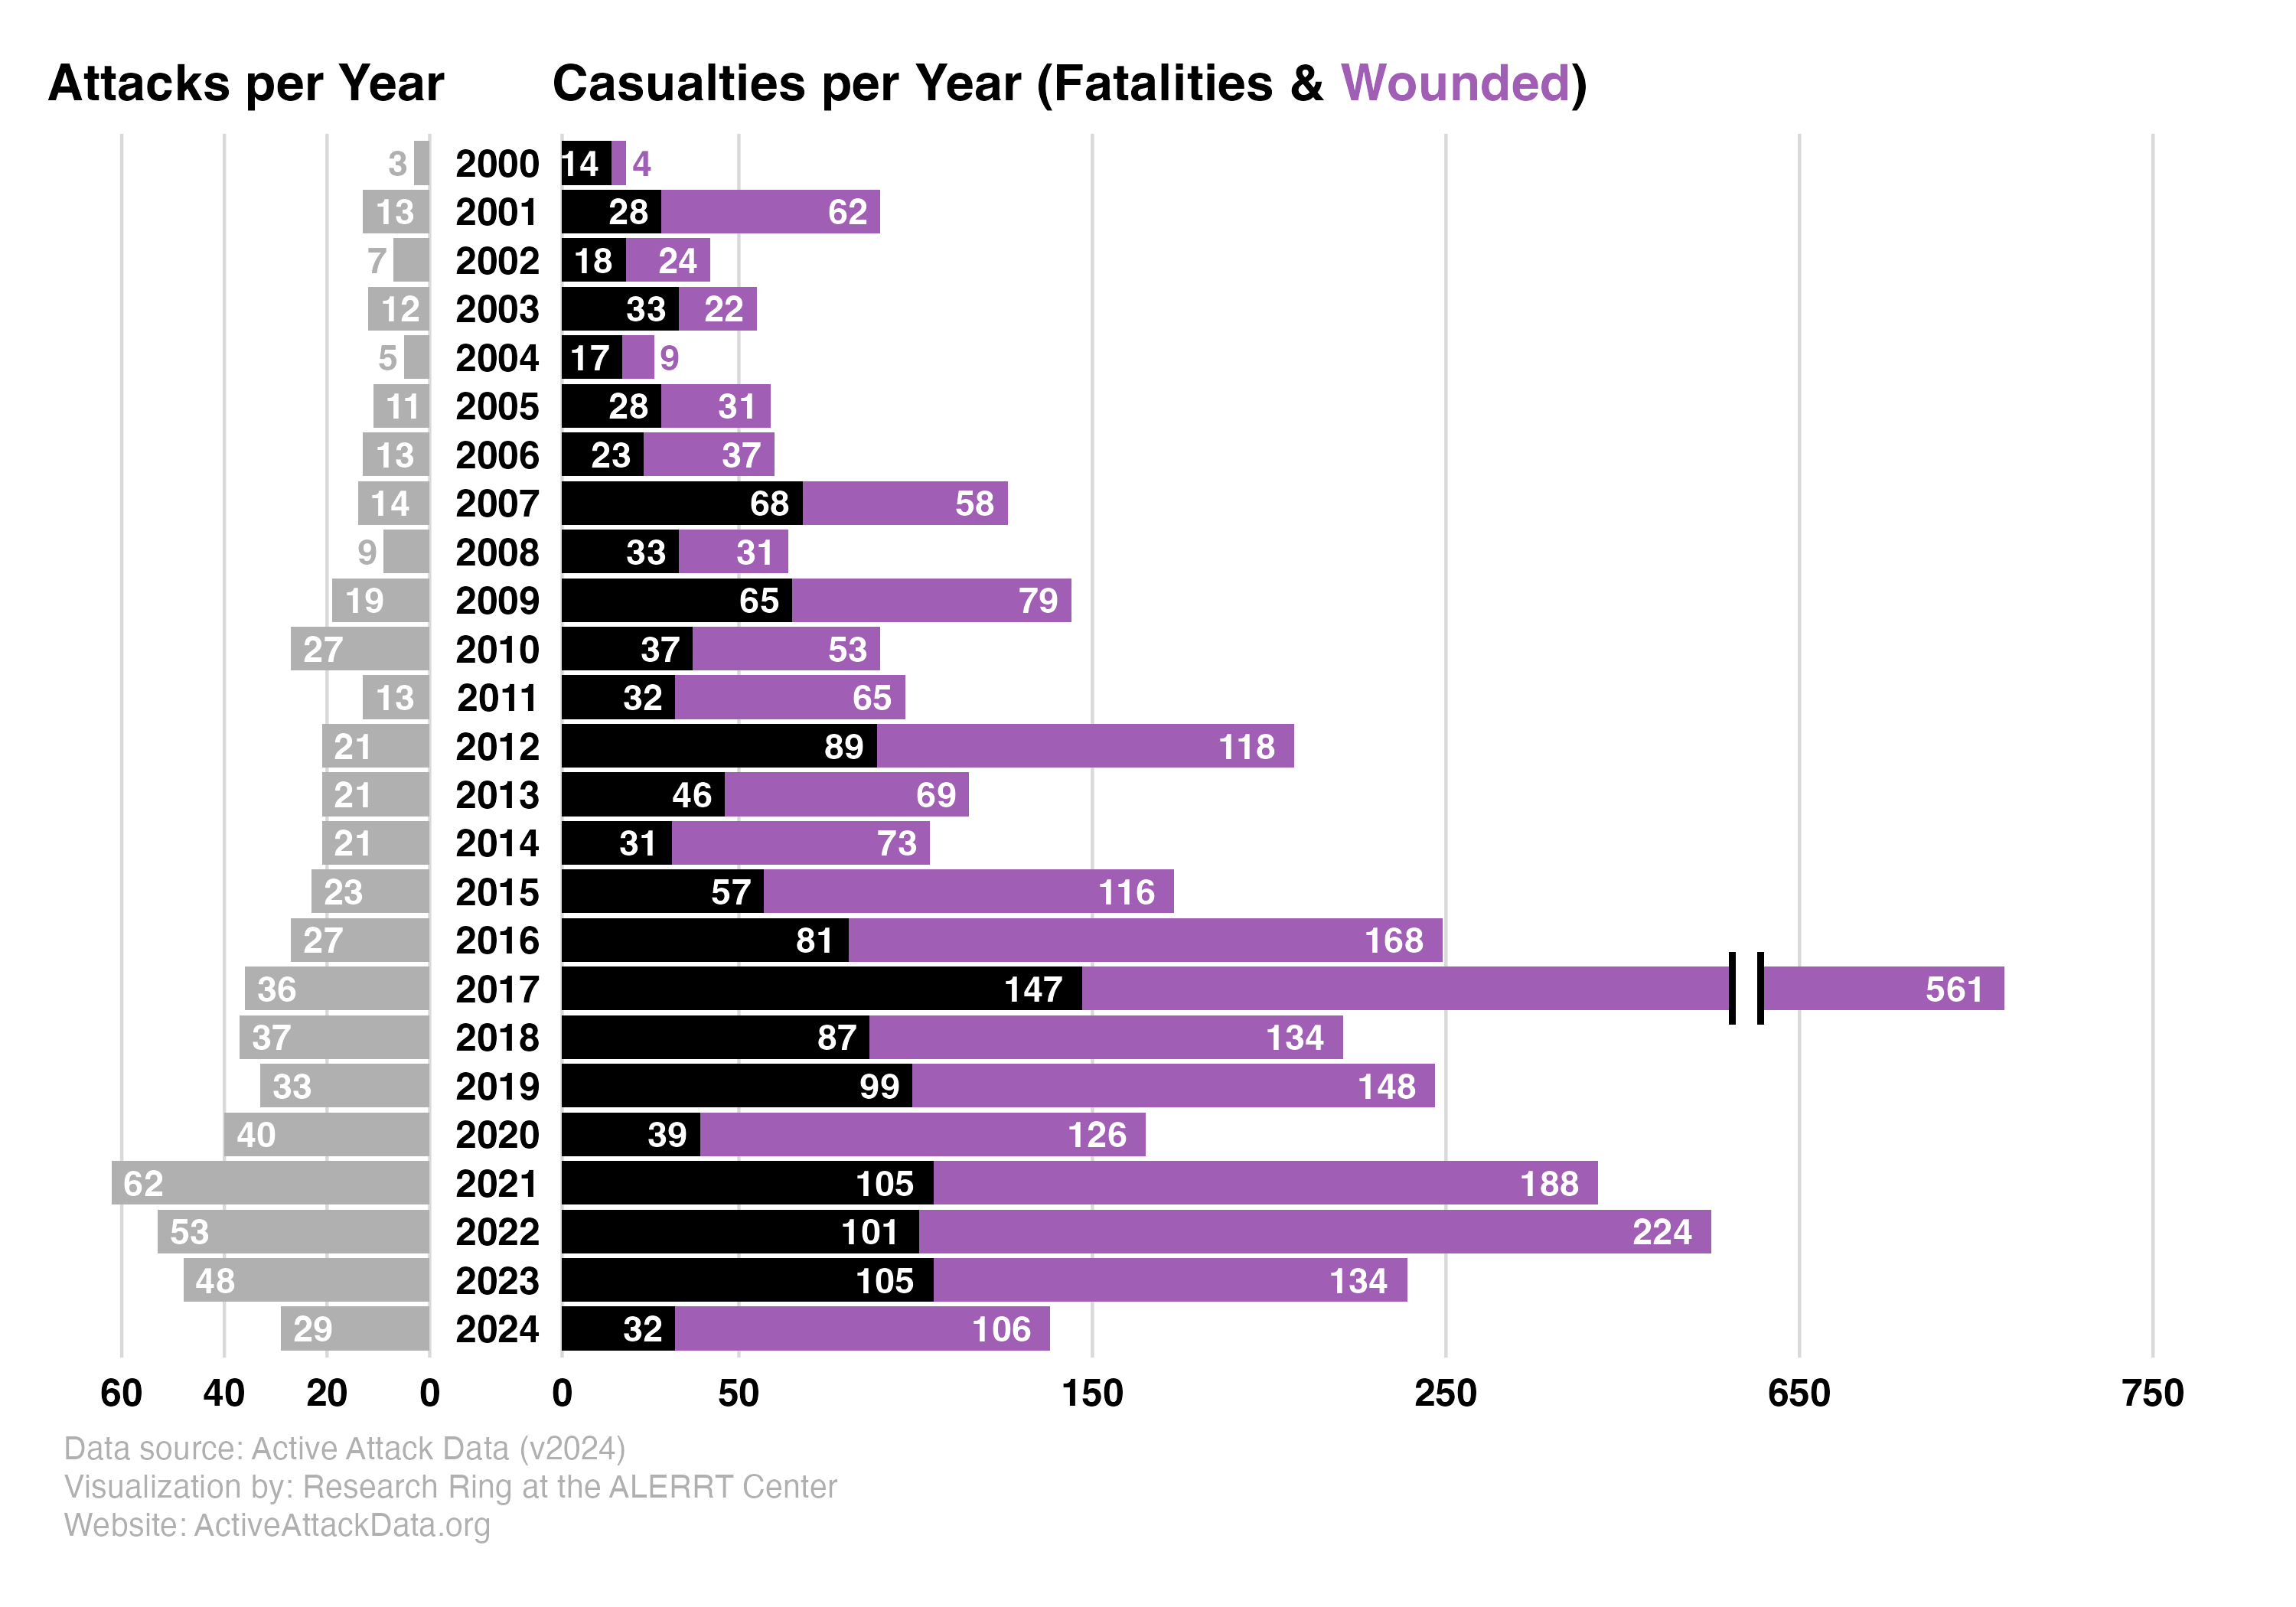 Attacks per Year Casualties per Year (Fatalities & Wounded)
3 2000 14 4
13 2001 28 62
7 2002 18 24
12 2003 33 22
5 2004 17 9
11 2005 28 31
13 2006 23 37
14 2007 68 58
9 2008 33 31
19 2009 65 79
27 2010 37 53
13 2011 32 65
21 2012 89 118
21 2013 46 69
21 2014 31 73
23 2015 57 116
27 2016 81 168
36 2017 147 561
37 2018 87 134
33 2019 99 148
40 2020 39 126
62 2021 105 188
53 2022 101 224
48 2023 105 134
29 2024 32 106
60 40 20 0 0 50 150 250 650 750
Data source: Active Attack Data (v2024)
Visualization by: Research Ring at the ALERRT Center
Website: ActiveAttackData.org